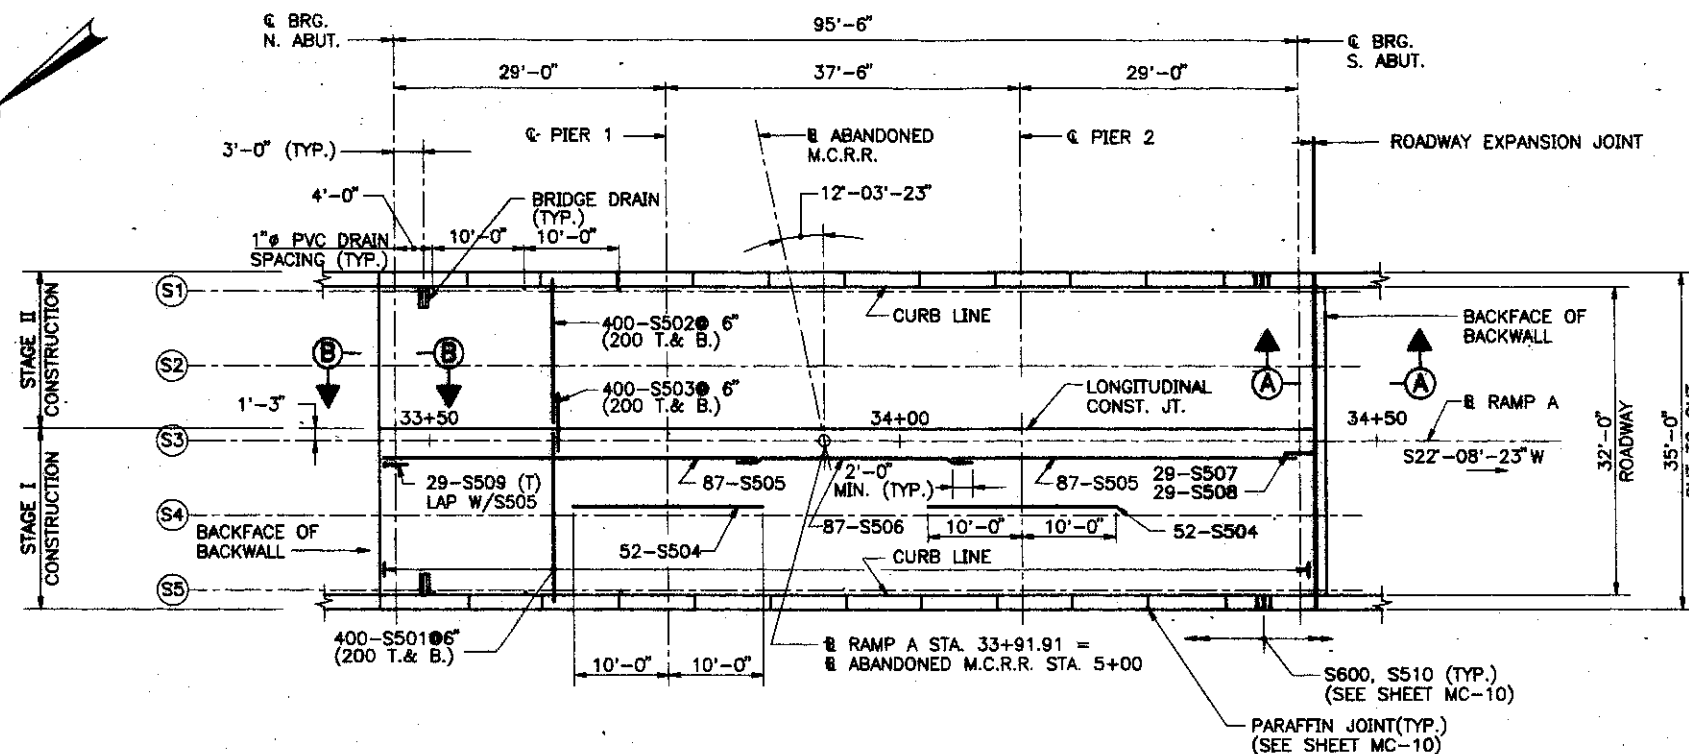 ℄ BRG.
N. ABUT.
95'-6"
℄ BRG.
S. ABUT.
29'-0"
37'-6"
29'-0"
℄ PIER 1
℄ ABANDONED
M.C.R.R.
℄ PIER 2
ROADWAY EXPANSION JOINT
3'-0" (TYP.)
12'-03'-23"
4'-0"
BRIDGE DRAIN
(TYP.)
1"ø PVC DRAIN
SPACING (TYP.)
10'-0"
10'-0"
S1
CURB LINE
400-S502@ 6"
(200 T.& B.)
BACKFACE OF
BACKWALL
STAGE II
CONSTRUCTION
B
B
S2
A
A
400-S503@ 6"
(200 T.& B.)
LONGITUDINAL
CONST. JT.
1'-3"
33+50
34+00
34+50
℄ RAMP A
S3
S22'-08'-23"W
32'-0"
ROADWAY
35'-0"
29-S509 (T)
LAP W/S505
87-S505
2'-0"
MIN. (TYP.)
87-S505
29-S507
29-S508
STAGE I
CONSTRUCTION
S4
BACKFACE OF
BACKWALL
52-S504
87-S506
10'-0"
10'-0"
52-S504
CURB LINE
S5
400-S501@6"
(200 T.& B.)
10'-0"
10'-0"
℄ RAMP A STA. 33+91.91 =
℄ ABANDONED M.C.R.R. STA. 5+00
S600, S510 (TYP.)
(SEE SHEET MC-10)
PARAFFIN JOINT(TYP.)
(SEE SHEET MC-10)